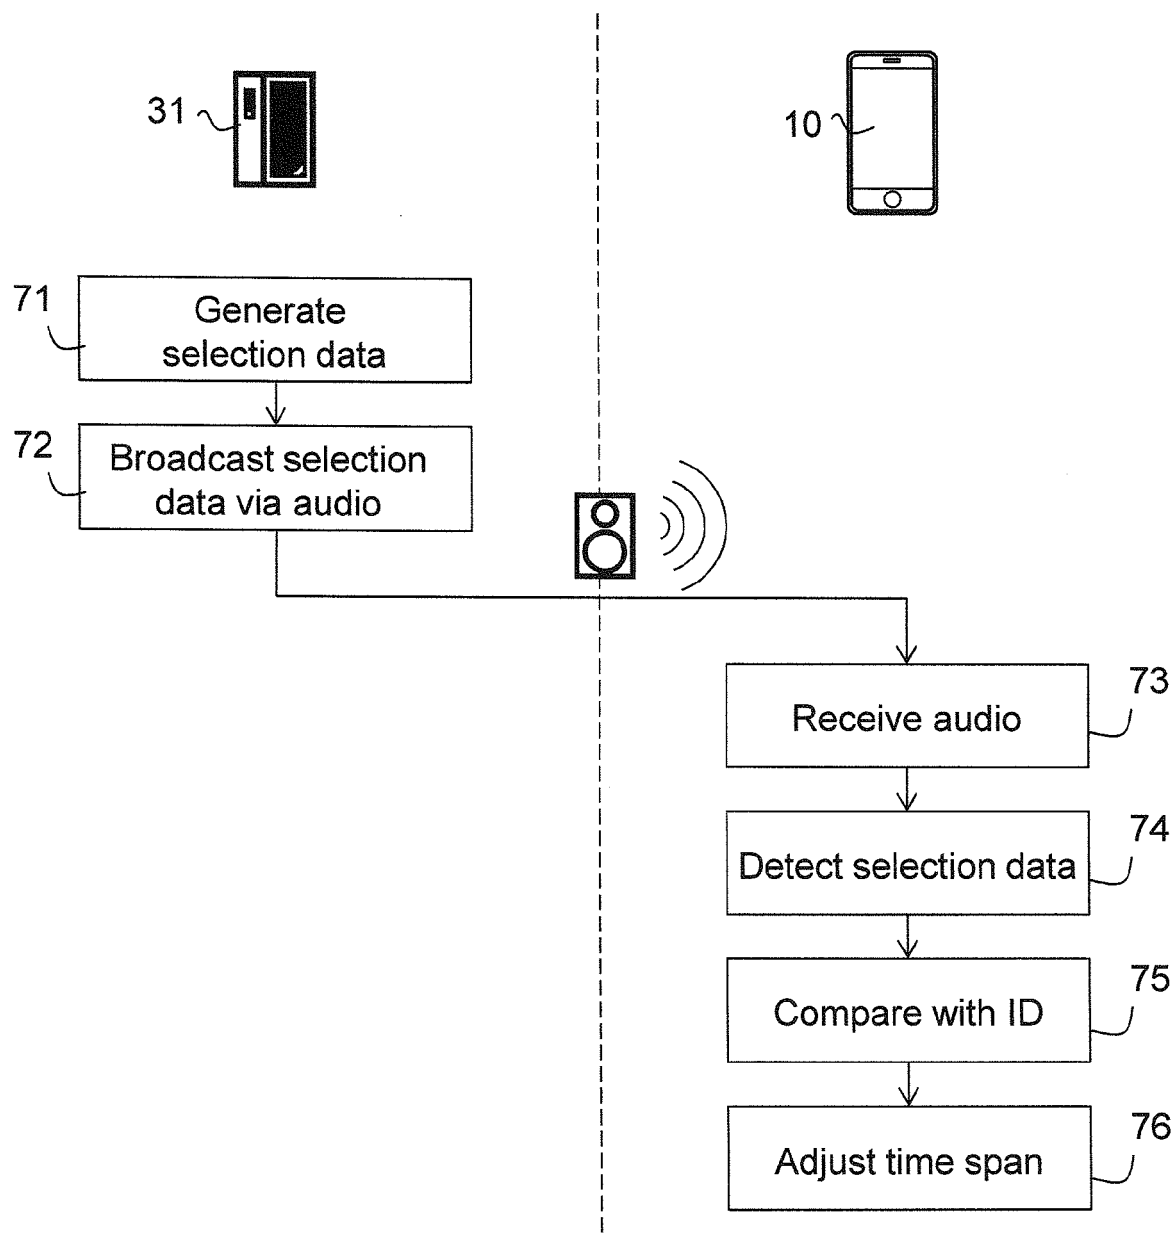 31
10
71
Generate
selection data
72
Broadcast selection
data via audio
73
Receive audio
74
Detect selection data
75
Compare with ID
76
Adjust time span